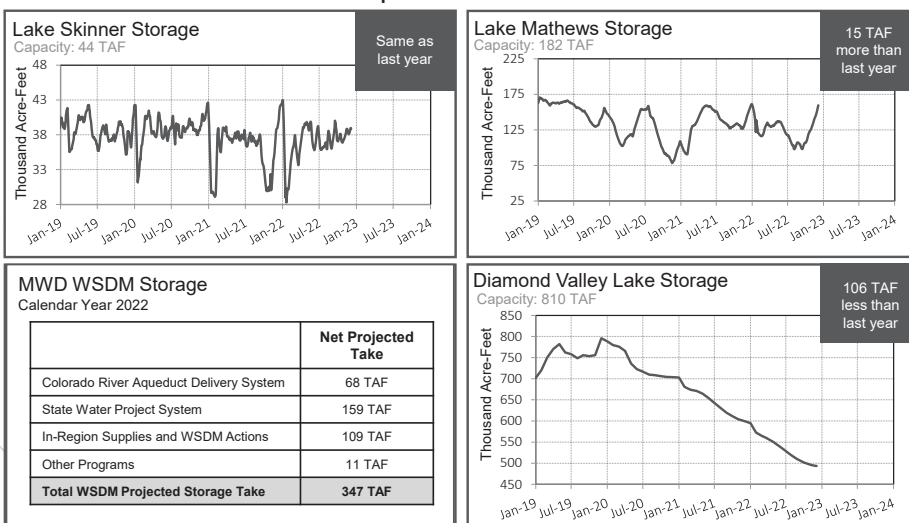 Lake Skinner Storage
Capacity: 44 TAF
Same as
last year
Thousand Acre-Feet
48
43
38
33
28
Jan-19
Jul-19
Jan-20
Jul-20
Jan-21
Jul-21
Jan-22
Jul-22
Jan-23
Jul-23
Jan-24
Lake Mathews Storage
Capacity: 182 TAF
15 TAF
more than
last year
Thousand Acre-Feet
225
175
125
75
25
Jan-19
Jul-19
Jan-20
Jul-20
Jan-21
Jul-21
Jan-22
Jul-22
Jan-23
Jul-23
Jan-24
MWD WSDM Storage
Calendar Year 2022
Net Projected
Take
Colorado River Aqueduct Delivery System 68 TAF
State Water Project System 159 TAF
In-Region Supplies and WSDM Actions 109 TAF
Other Programs 11 TAF
Total WSDM Projected Storage Take 347 TAF
Diamond Valley Lake Storage
Capacity: 810 TAF
106 TAF
less than
last year
Thousand Acre-Feet
850
800
750
700
650
600
550
500
450
Jan-19
Jul-19
Jan-20
Jul-20
Jan-21
Jul-21
Jan-22
Jul-22
Jan-23
Jul-23
Jan-24